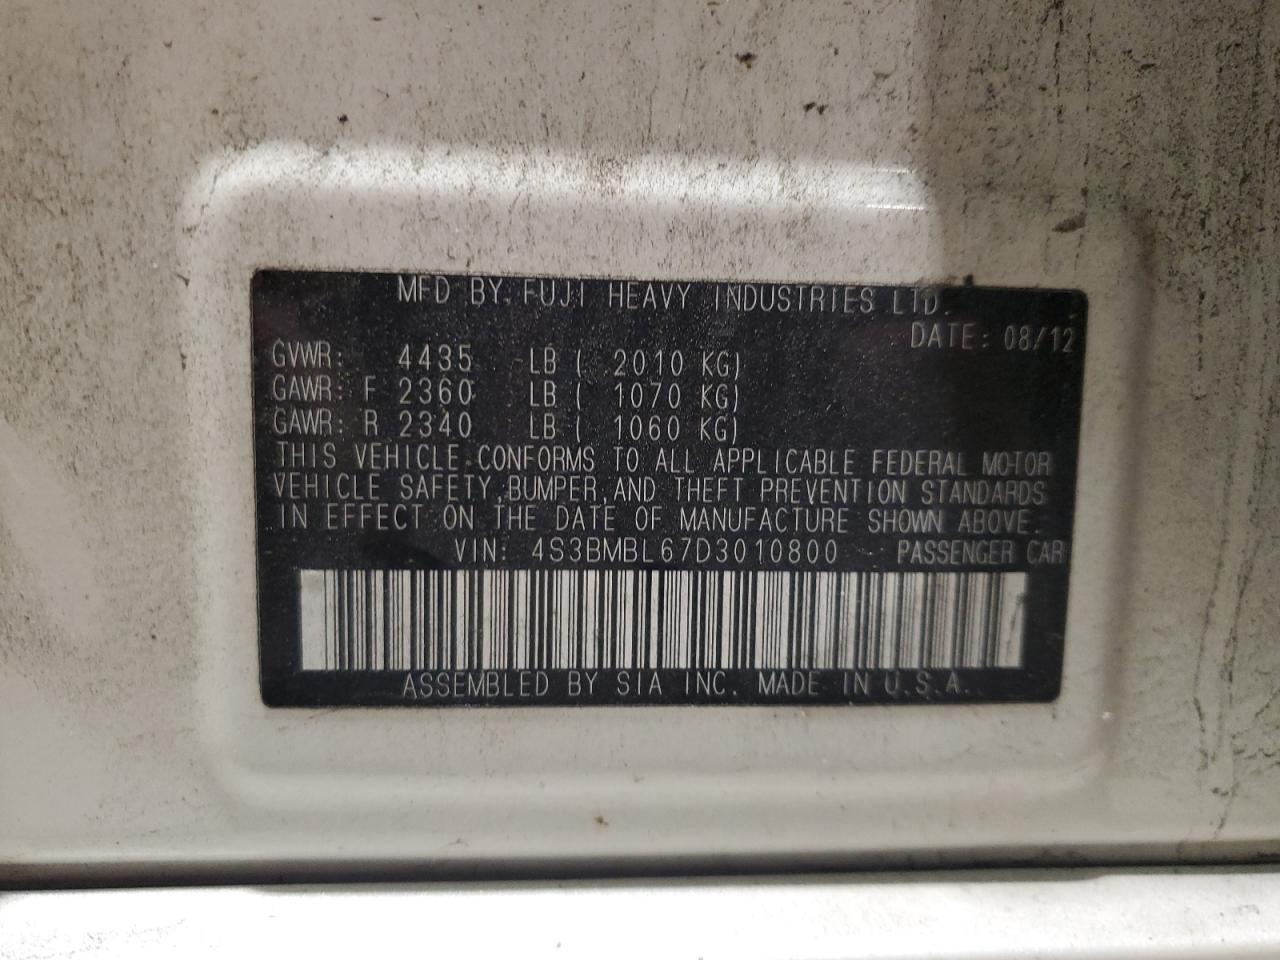 MFD BY. FUJI HEAVY INDUSTRIES LTD.
DATE: 08/12
GVWR: 4435 LB ( 2010 KG)
GAWR: F 2360 LB ( 1070 KG)
GAWR: R 2340 LB ( 1060 KG)
THIS VEHICLE CONFORMS TO ALL APPLICABLE FEDERAL MOTOR
VEHICLE SAFETY, BUMPER, AND THEFT PREVENTION STANDARDS
IN EFFECT ON THE DATE OF MANUFACTURE SHOWN ABOVE.
VIN: 4S3BMBL67D3010800 PASSENGER CAR
ASSEMBLED BY SIA INC. MADE IN U.S.A.